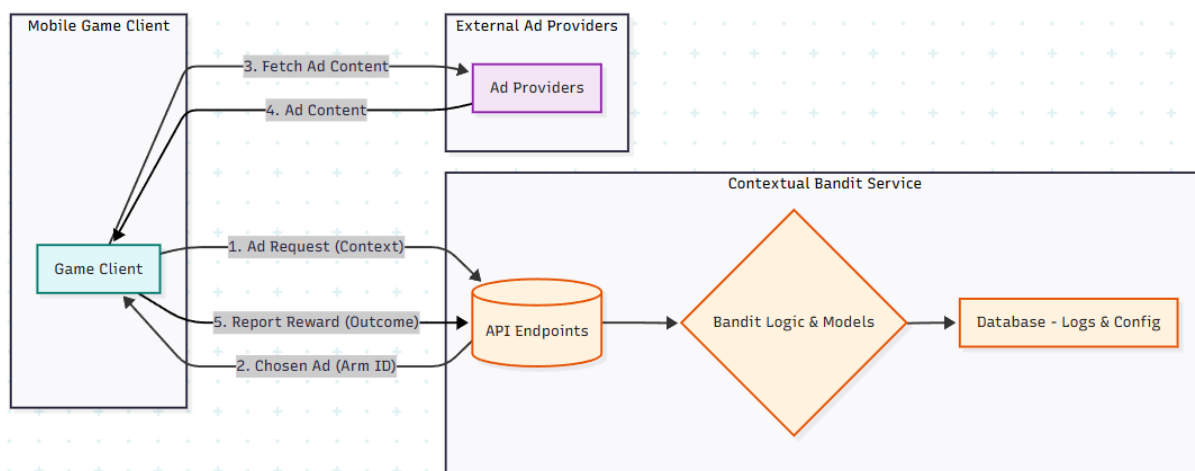 Mobile Game Client
External Ad Providers
3. Fetch Ad Content
Ad Providers
4. Ad Content
Contextual Bandit Service
1. Ad Request (Context)
Game Client
5. Report Reward (Outcome)
API Endpoints
Bandit Logic & Models
Database - Logs & Config
2. Chosen Ad (Arm ID)